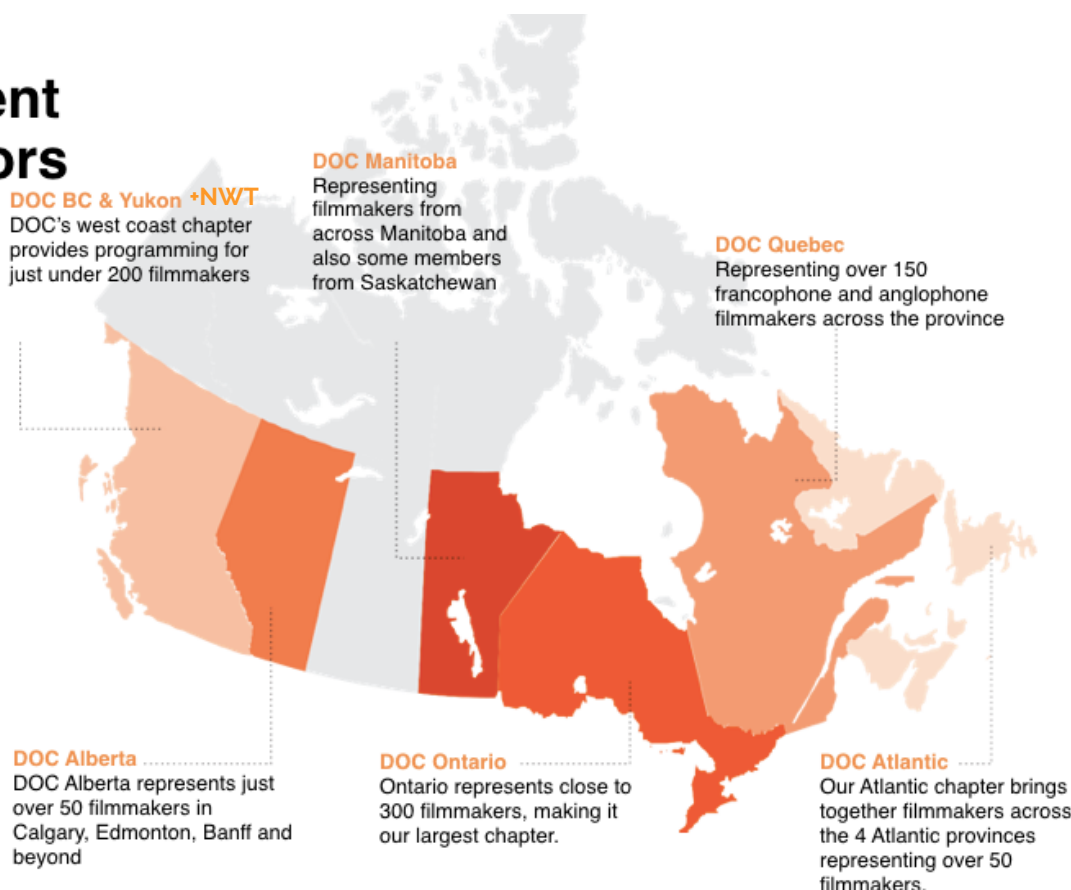 ent
ors
DOC BC & Yukon +NWT
DOC's west coast chapter
provides programming for
just under 200 filmmakers
DOC Manitoba
Representing
filmmakers from
across Manitoba and
also some members
from Saskatchewan
DOC Quebec
Representing over 150
francophone and anglophone
filmmakers across the province
DOC Alberta
DOC Alberta represents just
over 50 filmmakers in
Calgary, Edmonton, Banff and
beyond
DOC Ontario
Ontario represents close to
300 filmmakers, making it
our largest chapter.
DOC Atlantic
Our Atlantic chapter brings
together filmmakers across
the 4 Atlantic provinces
representing over 50
filmmakers.